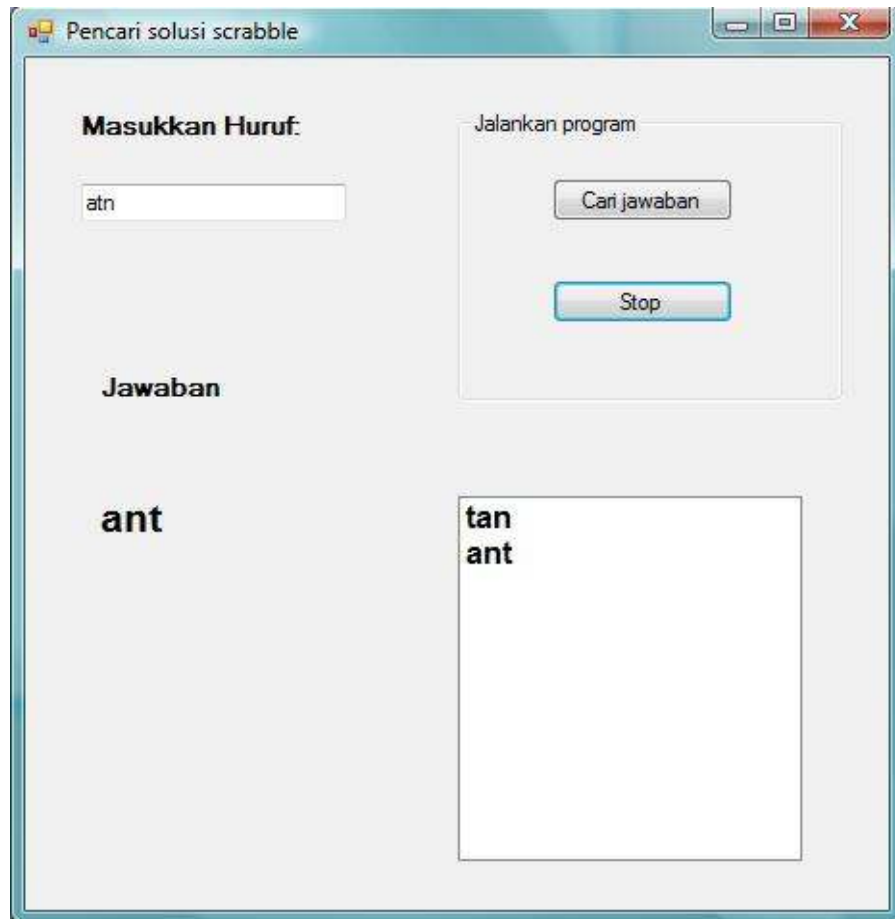 Pencari solusi scrabble
Masukkan Huruf:
Jalankan program
atn
Cari jawaban
Stop
Jawaban
ant
tan
ant